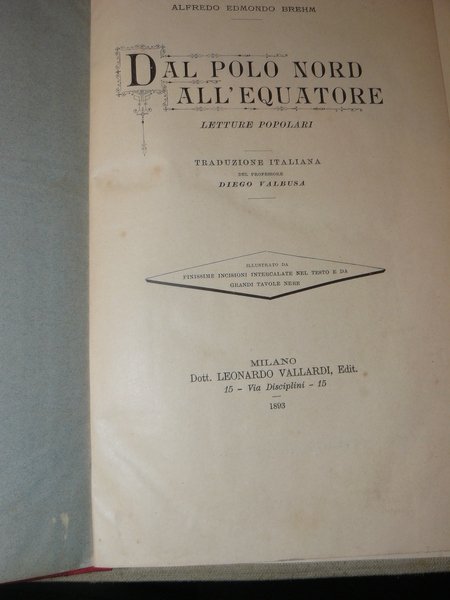 ALFREDO EDMONDO BREHM
DAL POLO NORD
ALL'EQUATORE
LETTURE POPOLARI
TRADUZIONE ITALIANA
DEL PROFESSORE
DIEGO VALBUSA
ILLUSTRATO DA
FINISSIME INCISIONI INTERCALATE NEL TESTO E DA
GRANDI TAVOLE NERE
MILANO
Dott. LEONARDO VALLARDI, Edit.
15 - Via Disciplini - 15
1893